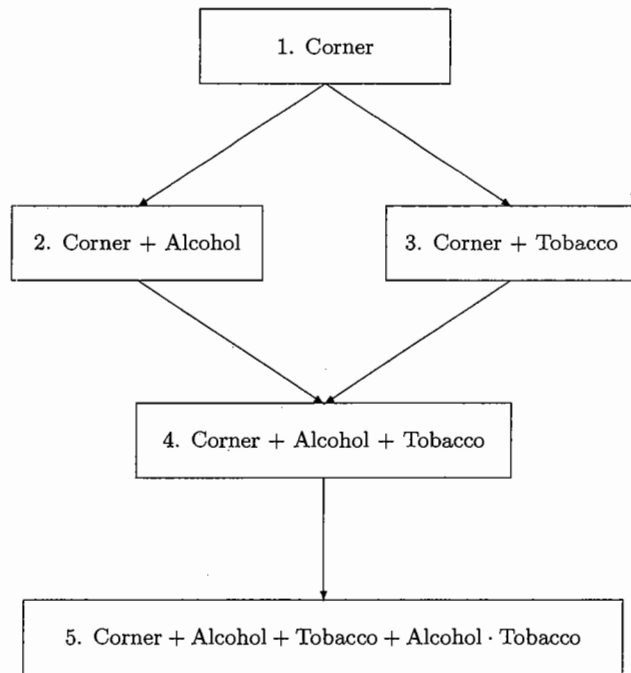 1. Corner
2. Corner + Alcohol
3. Corner + Tobacco
4. Corner + Alcohol + Tobacco
5. Corner + Alcohol + Tobacco + Alcohol · Tobacco